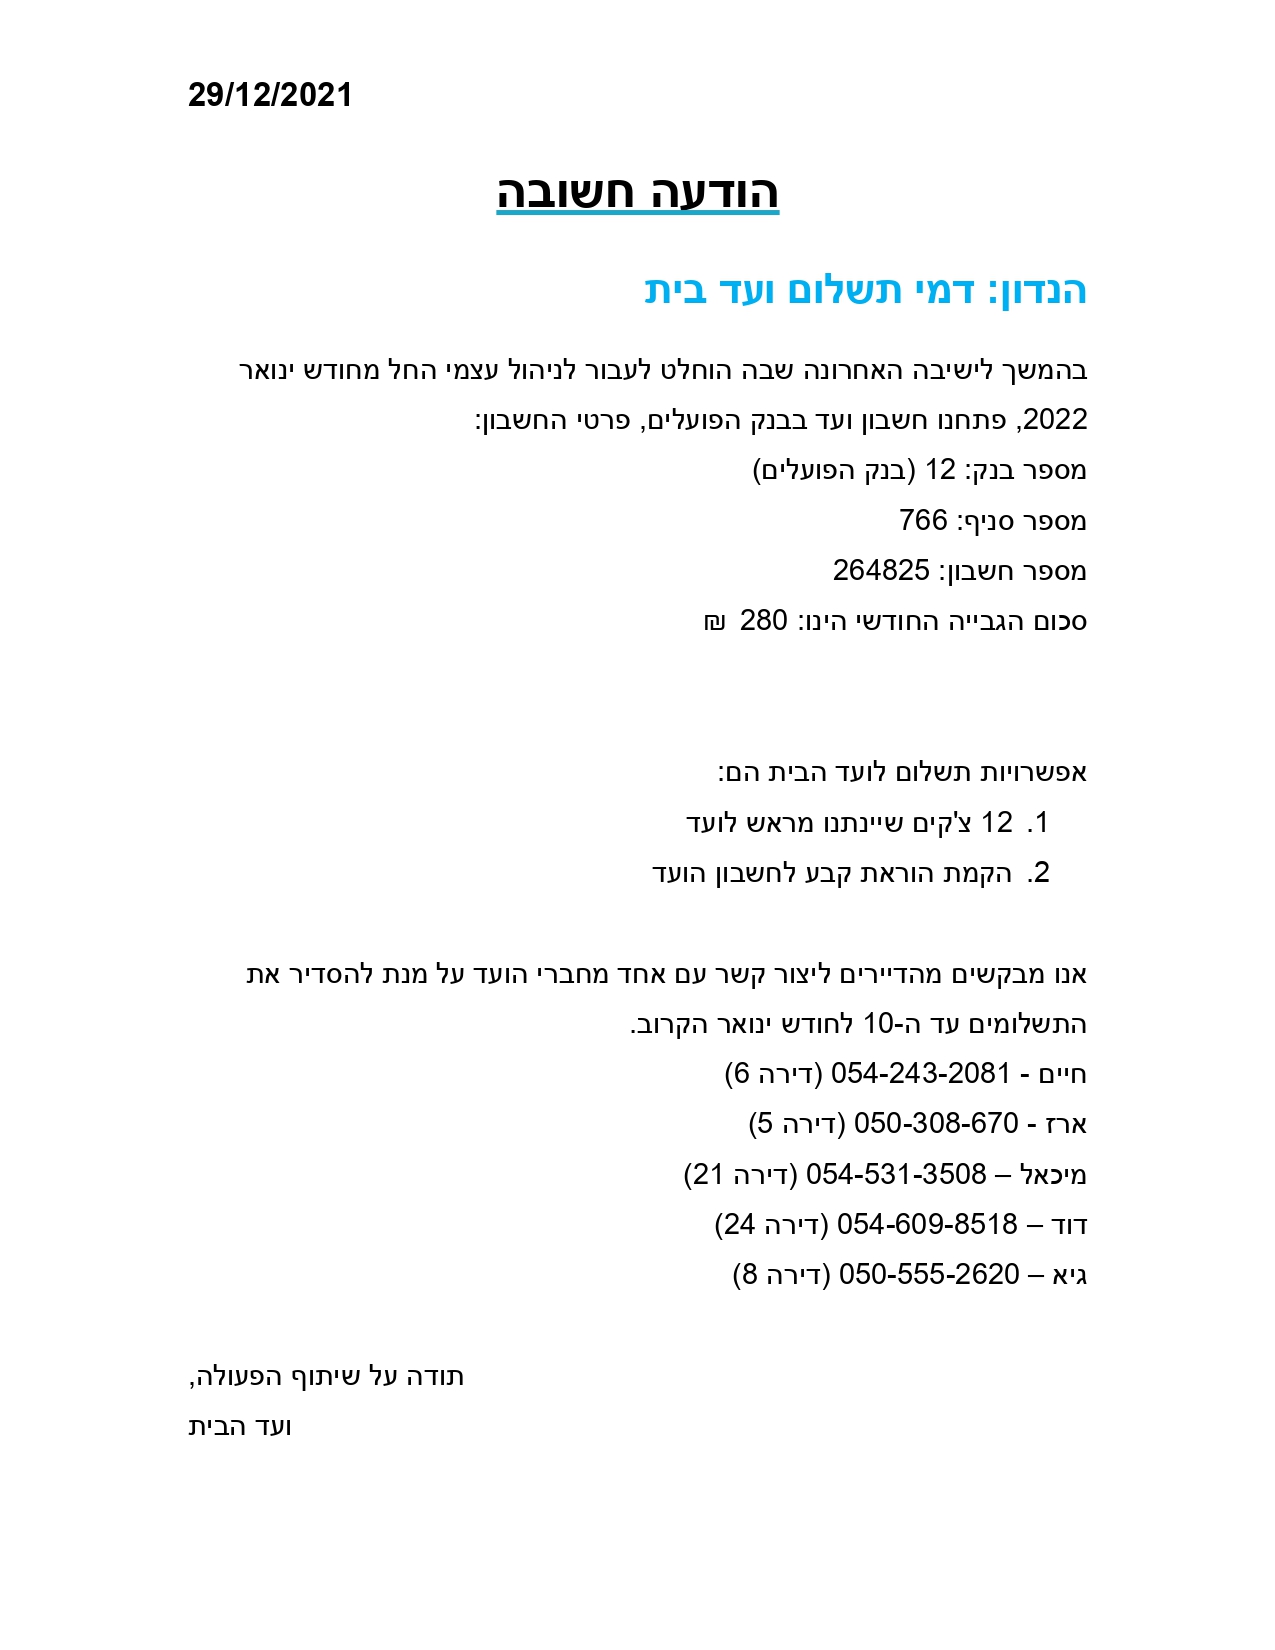 29/12/2021
הודעה חשובה
הנדון: דמי תשלום ועד בית
בהמשך לישיבה האחרונה שבה הוחלט לעבור לניהול עצמי החל מחודש ינואר
2022, פתחנו חשבון ועד בבנק הפועלים, פרטי החשבון:
מספר בנק: 12 (בנק הפועלים)
מספר סניף: 766
מספר חשבון: 264825
סכום הגבייה החודשי הינו: 280 ₪
אפשרויות תשלום לועד הבית הם:
1. 12 צ'קים שיינתנו מראש לועד
2. הקמת הוראת קבע לחשבון הועד
אנו מבקשים מהדיירים ליצור קשר עם אחד מחברי הועד על מנת להסדיר את
התשלומים עד ה-10 לחודש ינואר הקרוב.
חיים - 054-243-2081 (דירה 6)
ארז - 050-308-670 (דירה 5)
מיכאל – 054-531-3508 (דירה 21)
דוד – 054-609-8518 (דירה 24)
גיא – 050-555-2620 (דירה 8)
תודה על שיתוף הפעולה,
ועד הבית